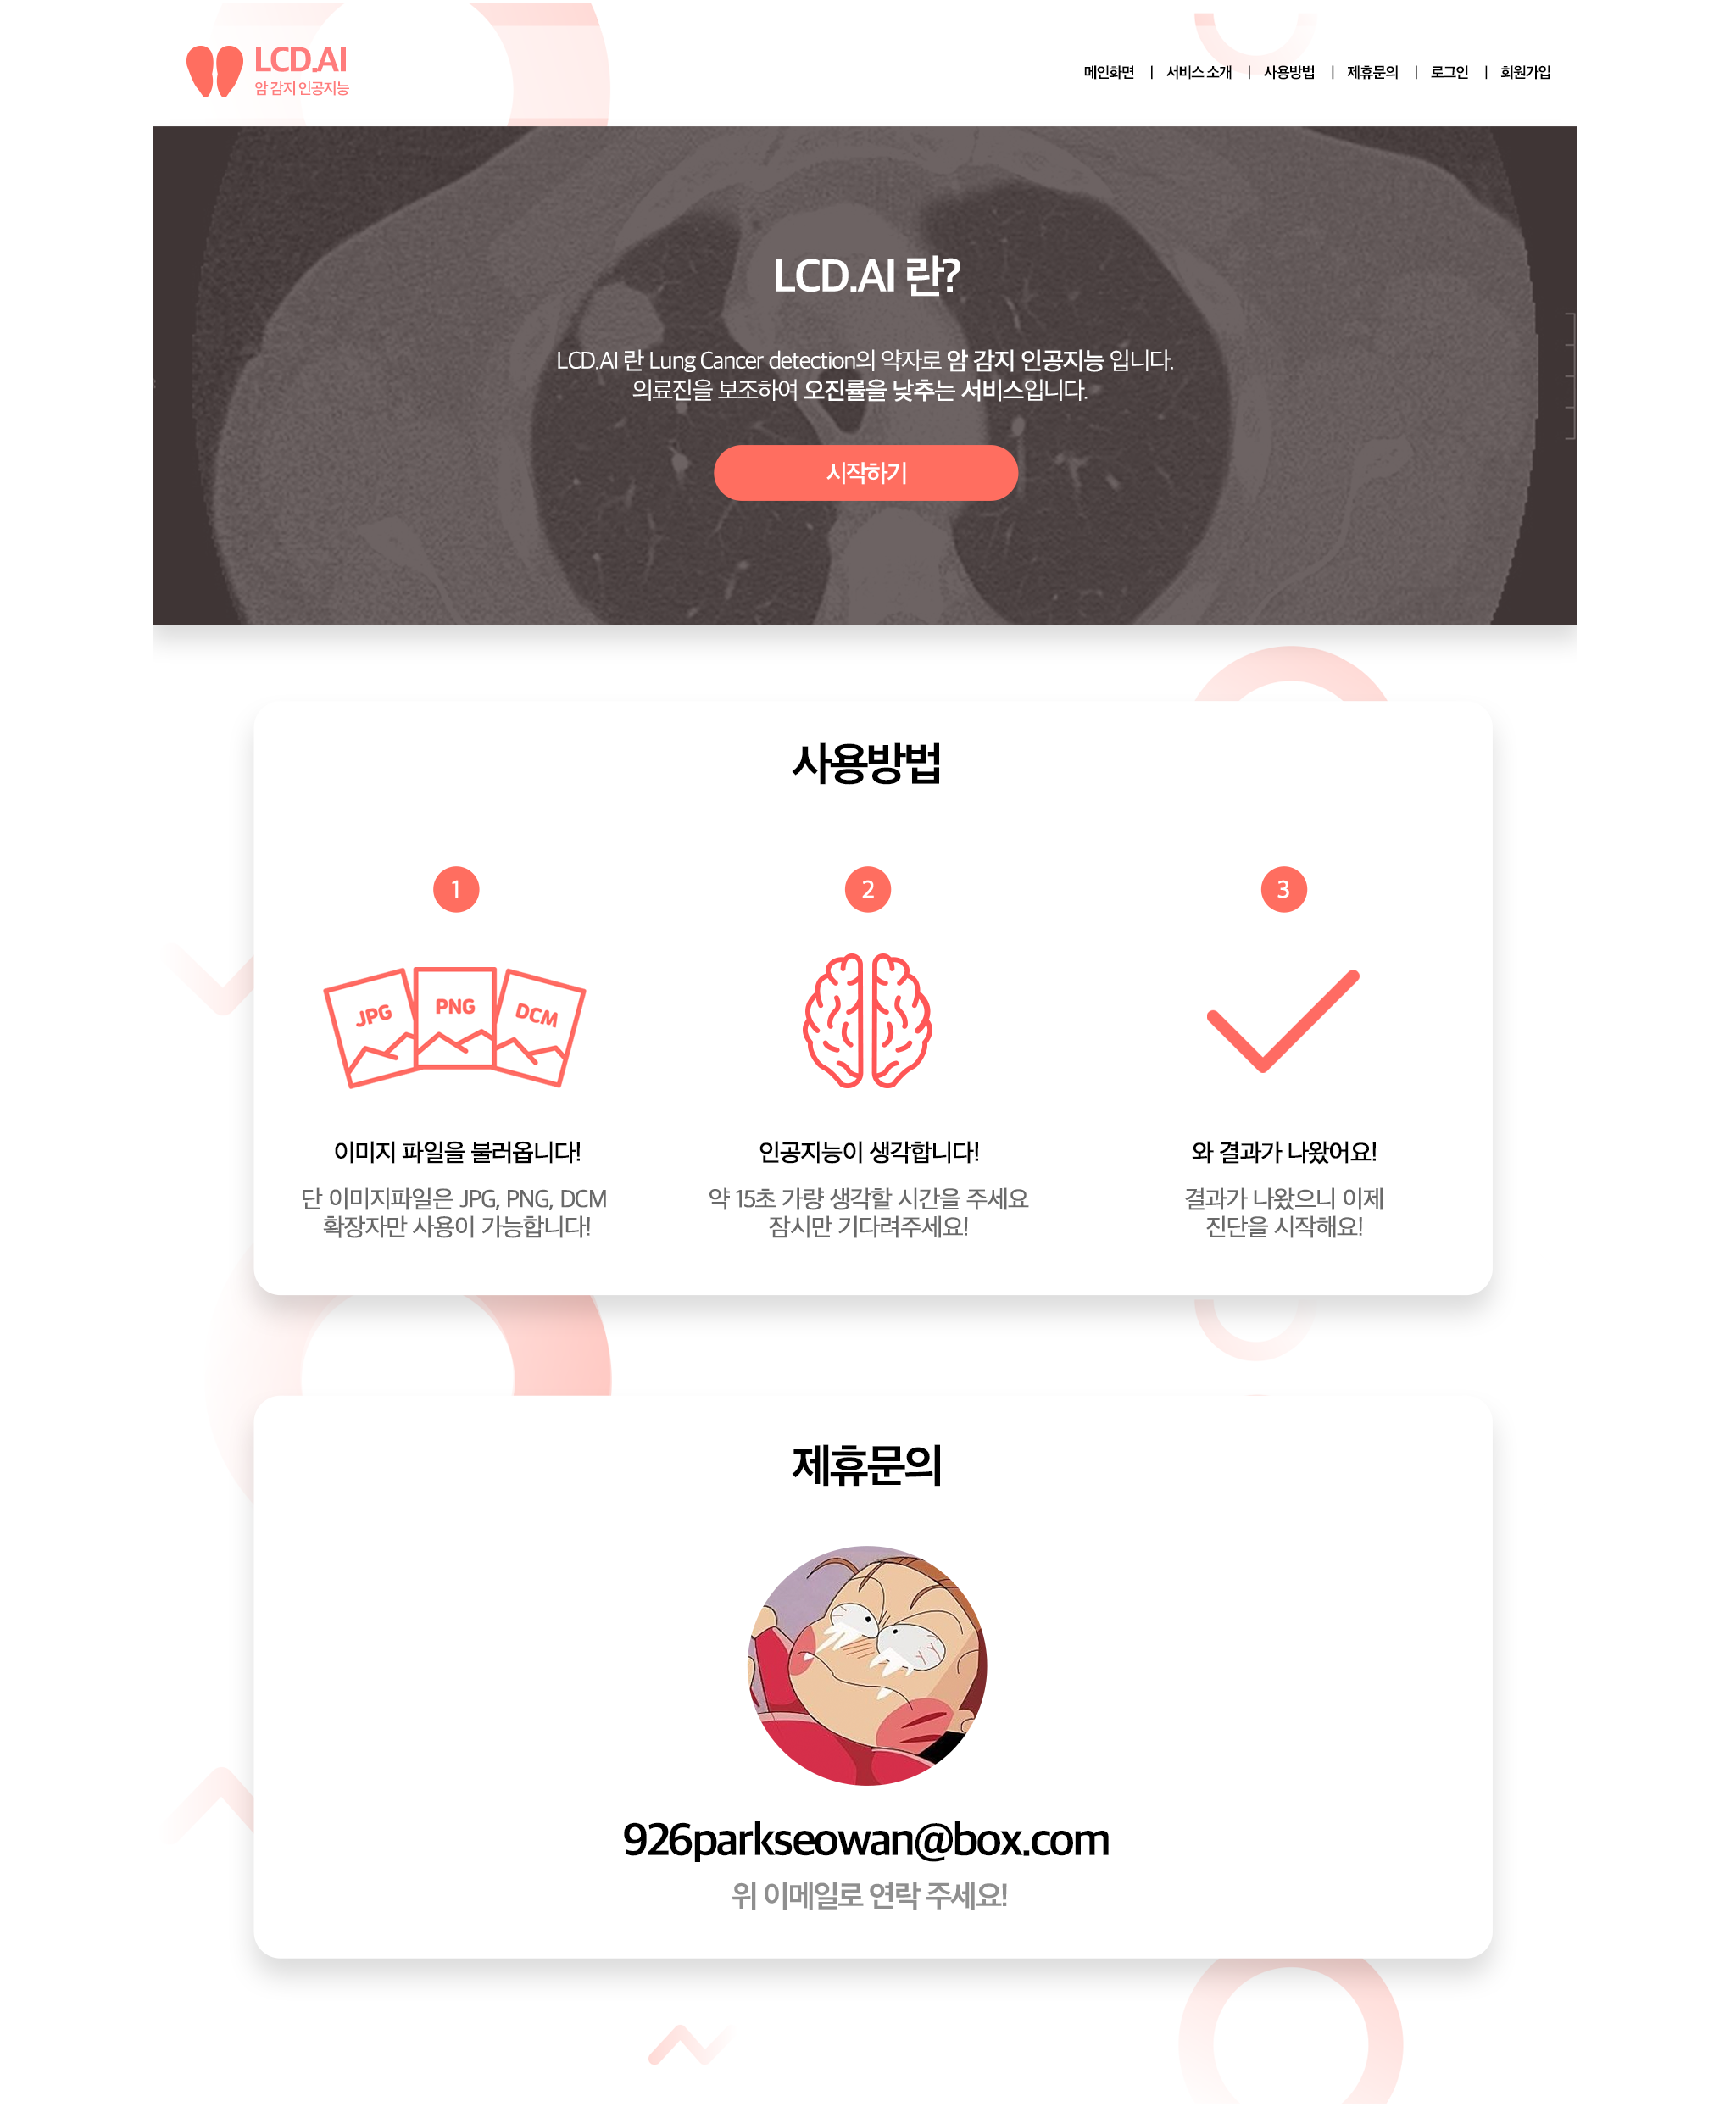 LCD.AI
암 감지 인공지능
메인화면 | 서비스 소개 | 사용방법 | 제휴문의 | 로그인 | 회원가입
LCD.AI 란?
LCD.AI 란 Lung Cancer detection의 약자로 암 감지 인공지능 입니다.
의료진을 보조하여 오진률을 낮추는 서비스입니다.
시작하기
사용방법
1
2
3
JPG
PNG
DCM
이미지 파일을 불러옵니다!
단 이미지파일은 JPG, PNG, DCM
확장자만 사용이 가능합니다!
인공지능이 생각합니다!
약 15초 가량 생각할 시간을 주세요
잠시만 기다려주세요!
와 결과가 나왔어요!
결과가 나왔으니 이제
진단을 시작해요!
제휴문의
926parkseowan@box.com
위 이메일로 연락 주세요!